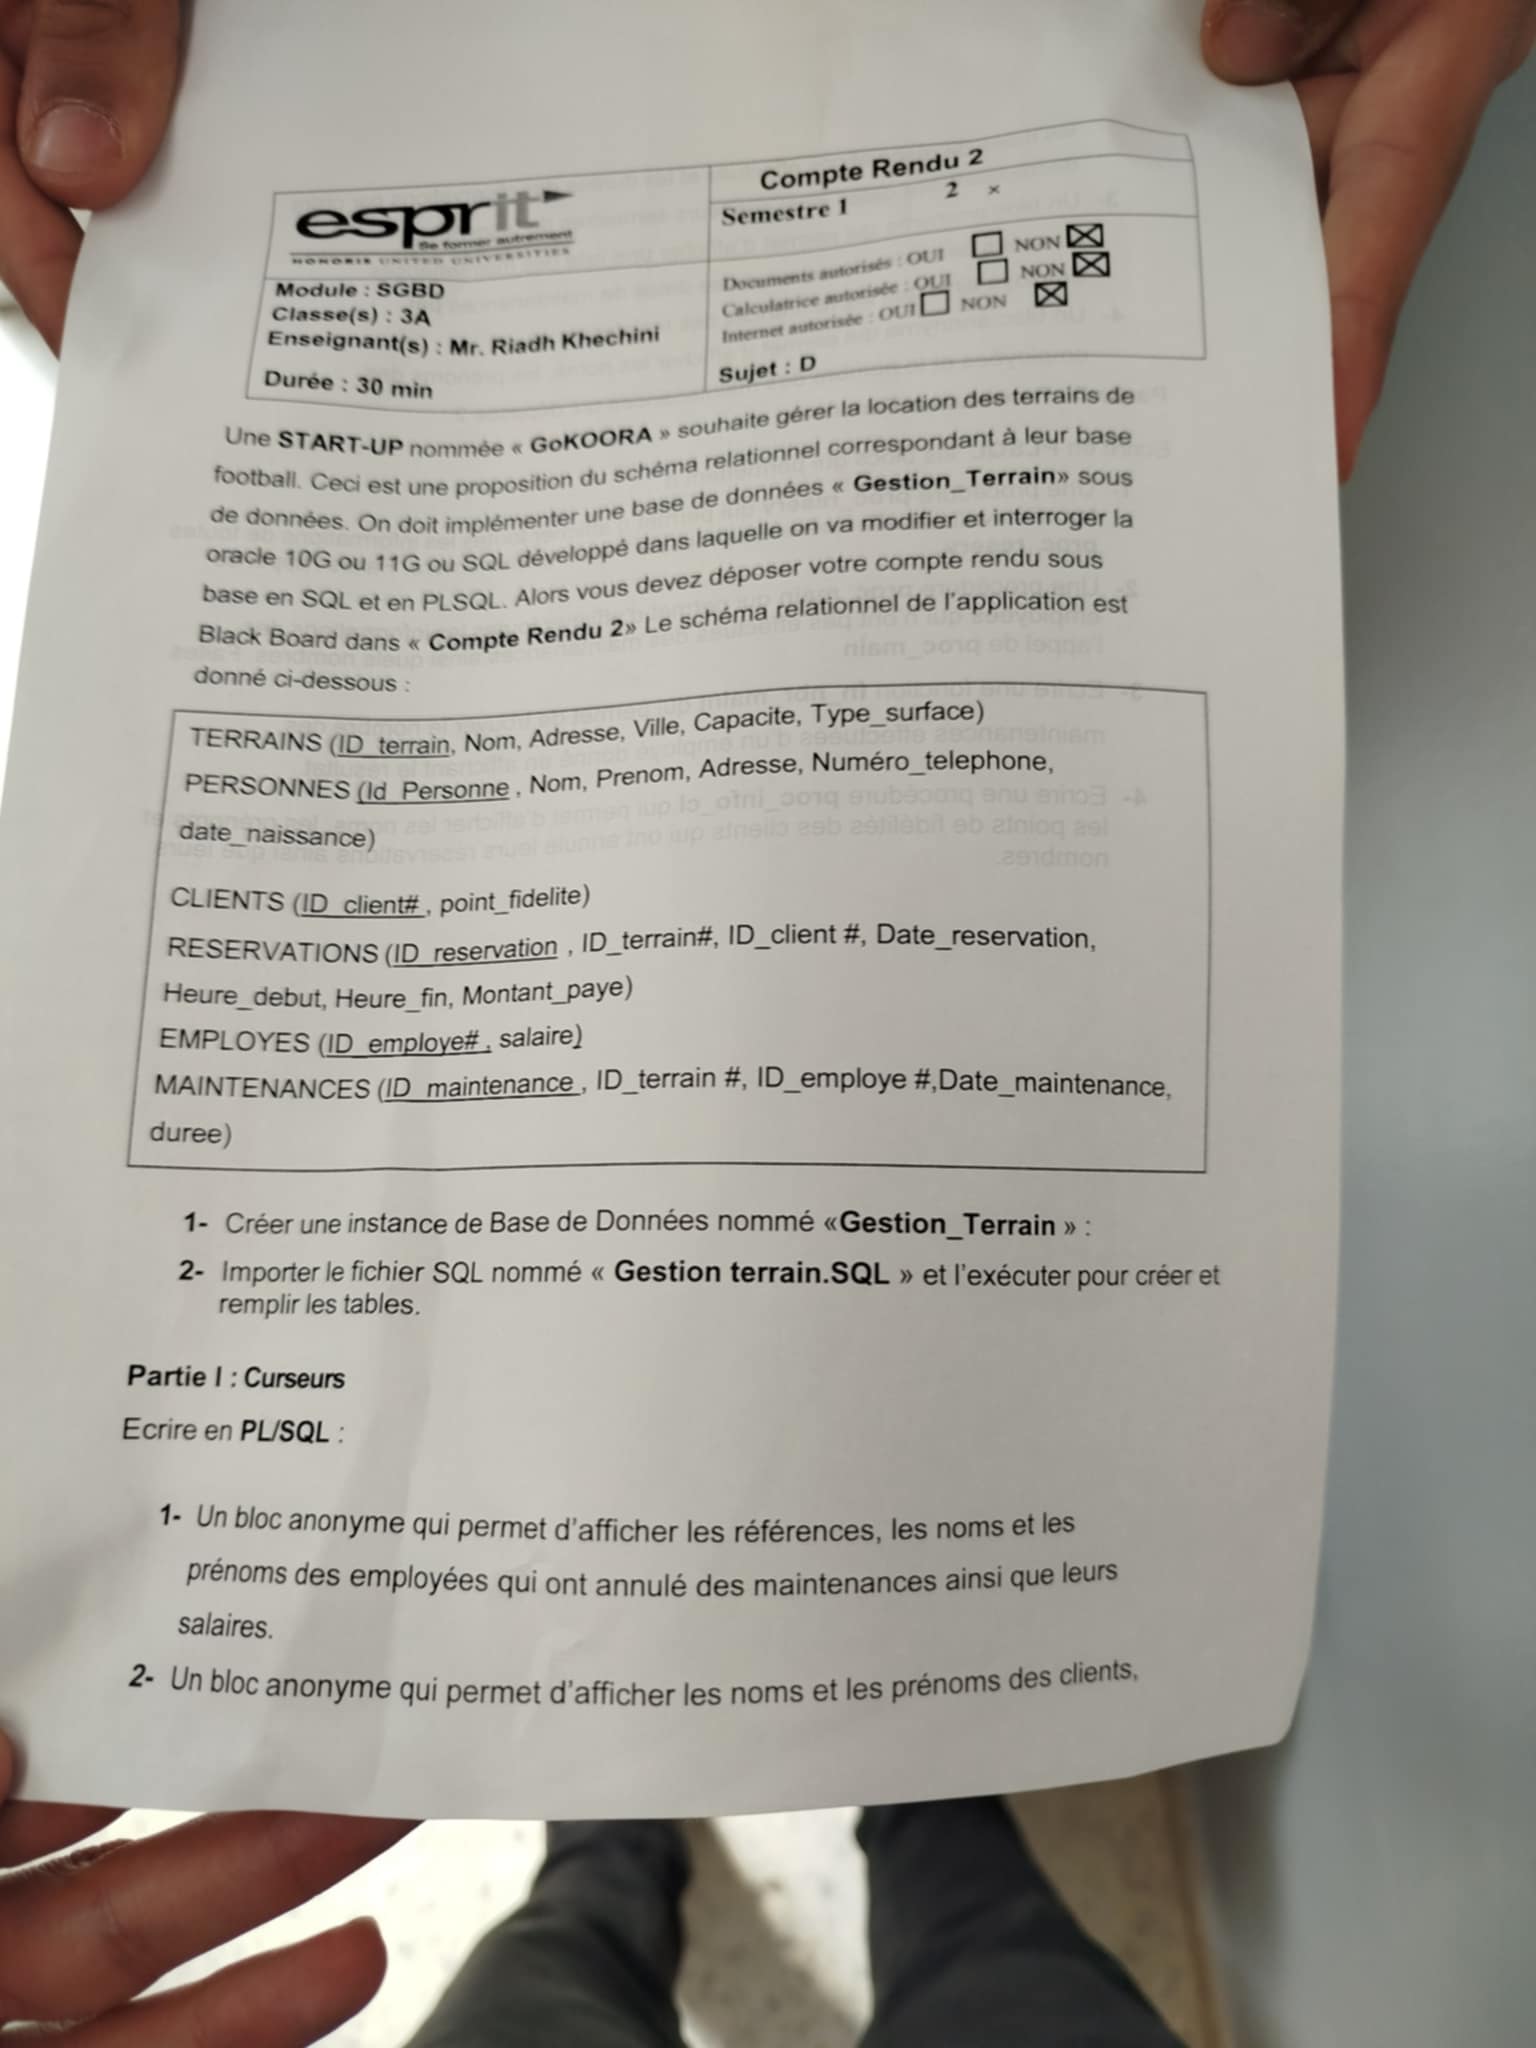 esprit
Se former autrement
HONORIS UNITED UNIVERSITIES
Compte Rendu 2
Semestre 1 2 ×
Module : SGBD
Classe(s) : 3A
Enseignant(s) : Mr. Riadh Khechini
Durée : 30 min
Documents autorisés : OUI NON
Calculatrice autorisée : OUI NON
Internet autorisée : OUI NON
Sujet : D
Une START-UP nommée « GoKOORA » souhaite gérer la location des terrains de
football. Ceci est une proposition du schéma relationnel correspondant à leur base
de données. On doit implémenter une base de données « Gestion_Terrain» sous
oracle 10G ou 11G ou SQL développé dans laquelle on va modifier et interroger la
base en SQL et en PLSQL. Alors vous devez déposer votre compte rendu sous
Black Board dans « Compte Rendu 2» Le schéma relationnel de l'application est
donné ci-dessous :
TERRAINS (ID_terrain, Nom, Adresse, Ville, Capacite, Type_surface)
PERSONNES (Id_Personne , Nom, Prenom, Adresse, Numéro_telephone,
date_naissance)
CLIENTS (ID_client# , point_fidelite)
RESERVATIONS (ID_reservation , ID_terrain#, ID_client #, Date_reservation,
Heure_debut, Heure_fin, Montant_paye)
EMPLOYES (ID_employe# , salaire)
MAINTENANCES (ID_maintenance , ID_terrain #, ID_employe #,Date_maintenance,
duree)
1- Créer une instance de Base de Données nommé «Gestion_Terrain » :
2- Importer le fichier SQL nommé « Gestion terrain.SQL » et l'exécuter pour créer et
remplir les tables.
Partie I : Curseurs
Ecrire en PL/SQL :
1- Un bloc anonyme qui permet d'afficher les références, les noms et les
prénoms des employées qui ont annulé des maintenances ainsi que leurs
salaires.
2- Un bloc anonyme qui permet d'afficher les noms et les prénoms des clients,